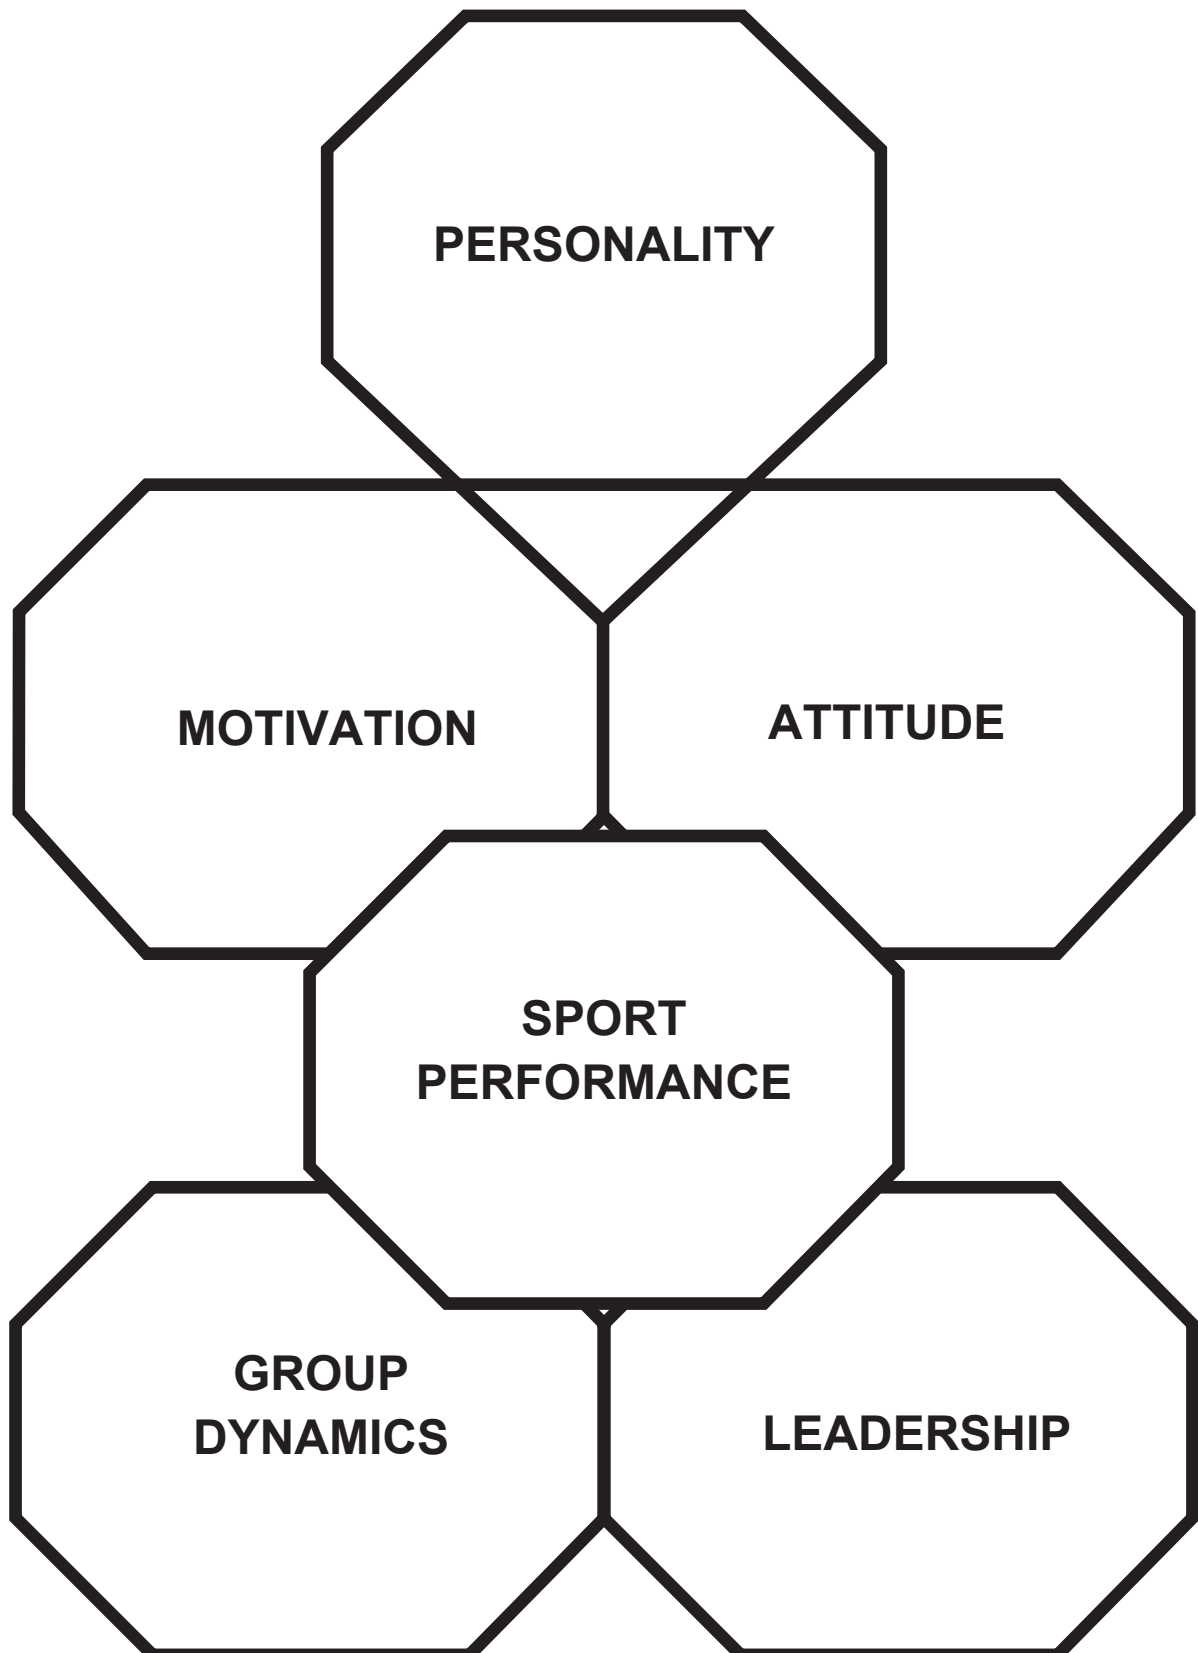 PERSONALITY
MOTIVATION
ATTITUDE
SPORT
PERFORMANCE
GROUP
DYNAMICS
LEADERSHIP